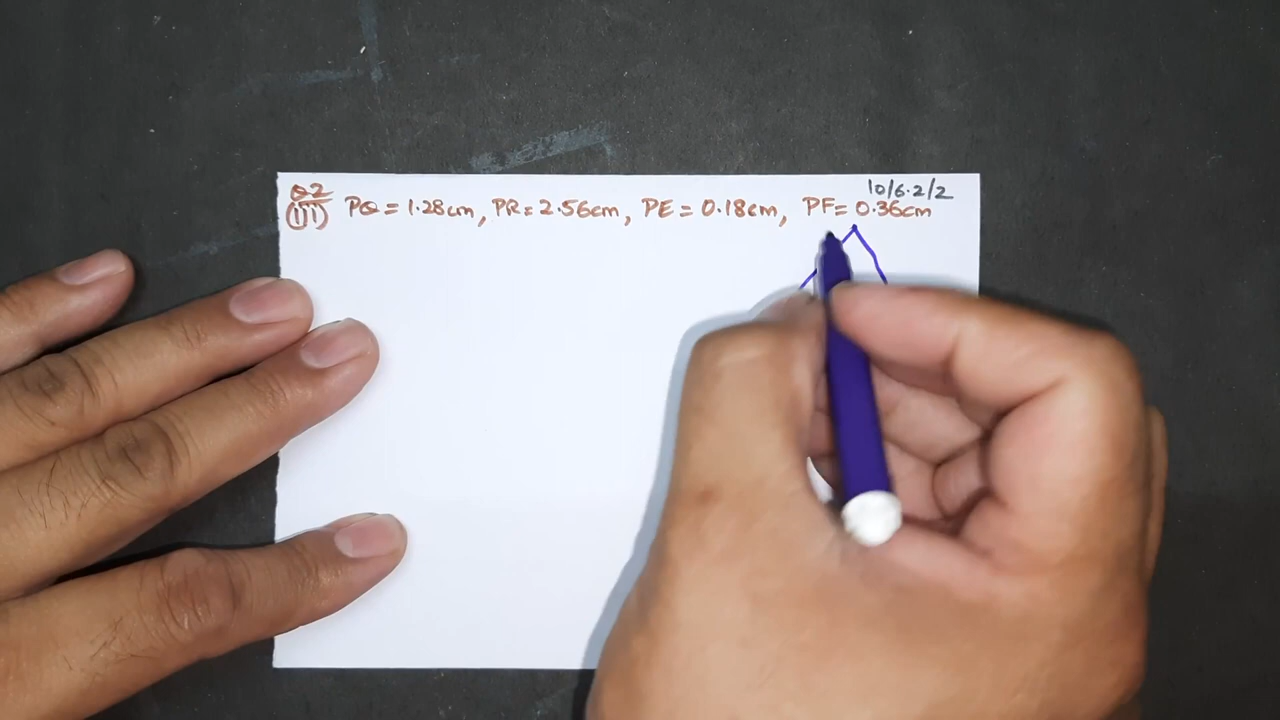 10/6.2/2
Q2
(iii) PQ = 1.28cm, PR = 2.56cm, PE = 0.18cm, PF = 0.36cm